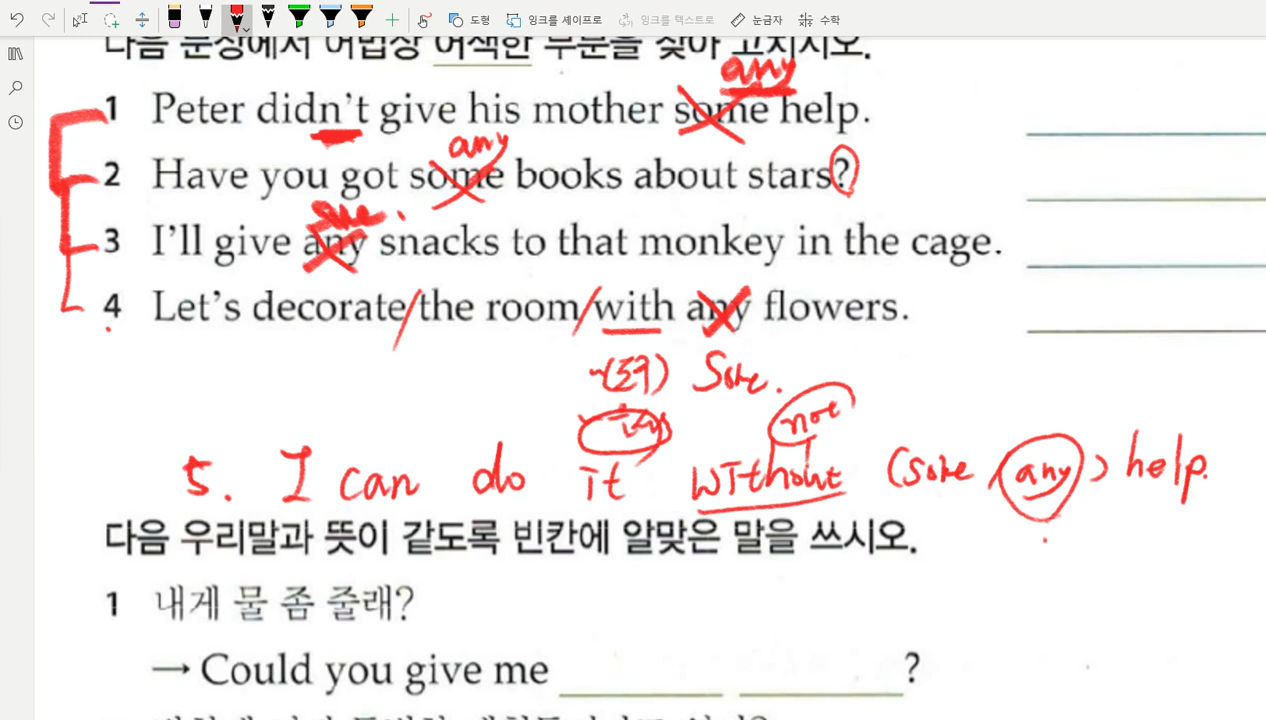 도형 잉크를 셰이프로 잉크를 텍스트로 눈금자 수학
다음 문장에서 어법상 어색한 부분을 찾아 고치시오.
any
1 Peter didn't give his mother some help.
any
2 Have you got some books about stars?
some
3 I'll give any snacks to that monkey in the cage.
4 Let's decorate/the room/with any flowers.
some.
not
5. I can do it without (some, any) help.
다음 우리말과 뜻이 같도록 빈칸에 알맞은 말을 쓰시오.
1 내게 물 좀 줄래?
→ Could you give me ?